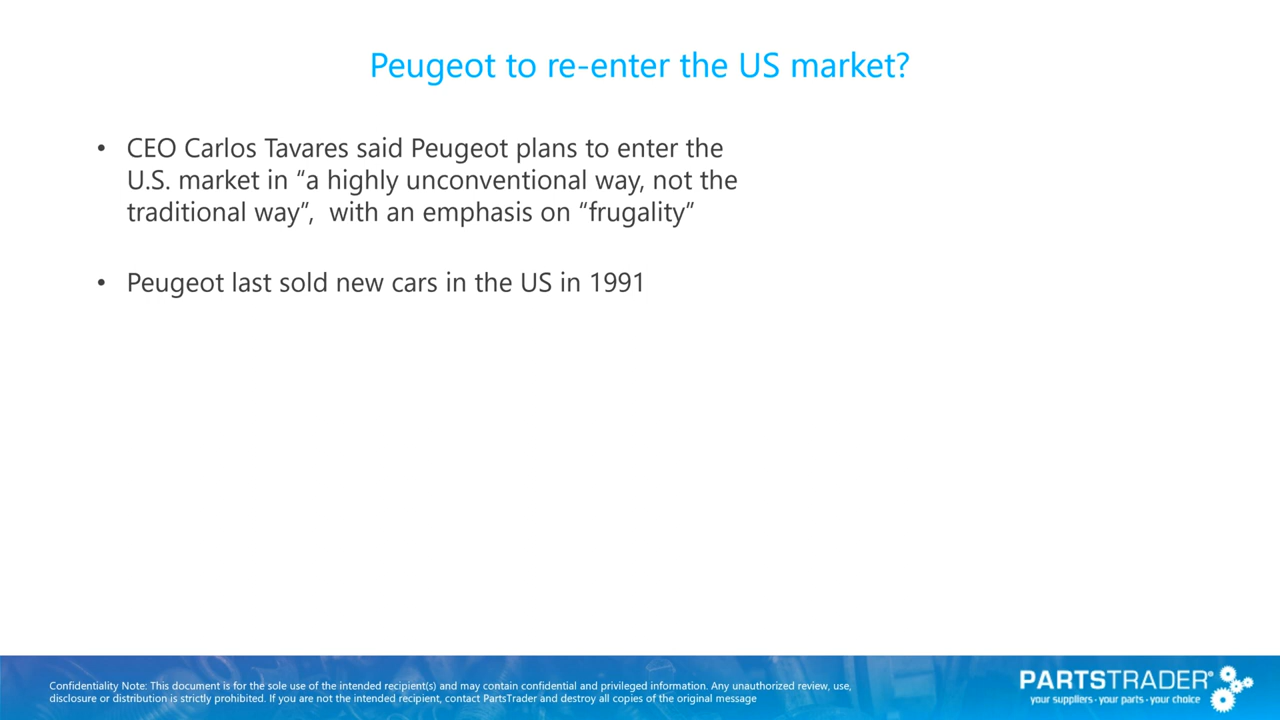 Peugeot to re-enter the US market?
• CEO Carlos Tavares said Peugeot plans to enter the
U.S. market in “a highly unconventional way, not the
traditional way”,  with an emphasis on “frugality”
• Peugeot last sold new cars in the US in 1991
Confidentiality Note: This document is for the sole use of the intended recipient(s) and may contain confidential and privileged information. Any unauthorized review, use,
disclosure or distribution is strictly prohibited. If you are not the intended recipient, contact PartsTrader and destroy all copies of the original message
PARTSTRADER®
your suppliers · your parts · your choice